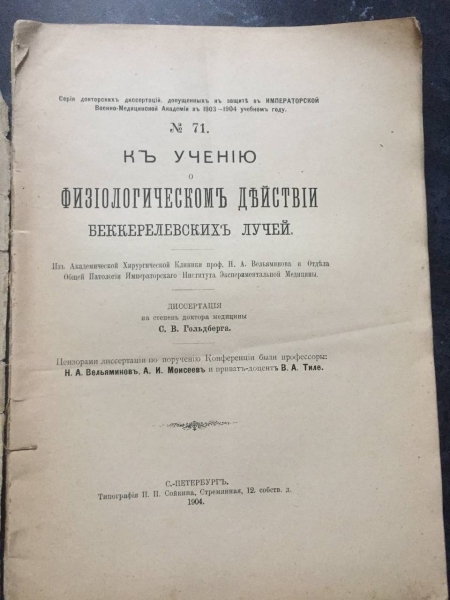 Серія докторскихъ диссертацій, допущенныхъ къ защитѣ въ ИМПЕРАТОРСКОЙ
Военно-Медицинской Академіи въ 1903—1904 учебномъ году.
№ 71.
КЪ УЧЕНІЮ
О
ФИЗІОЛОГИЧЕСКОМЪ ДѢЙСТВІИ
БЕККЕРЕЛЕВСКИХЪ ЛУЧЕЙ.
Изъ Академической Хирургической Клиники проф. Н. А. Вельяминова и Отдѣла
Общей Патологіи Императорскаго Института Экспериментальной Медицины.
ДИССЕРТАЦІЯ
на степень доктора медицины
С. В. Гольдберга.
Цензорами диссертаціи по порученію Конференціи были профессоры:
Н. А. Вельяминовъ, А. И. Моисеевъ и приватъ-доцентъ В. А. Тиле.
С.-ПЕТЕРБУРГЪ.
Типографія П. П. Сойкина, Стремянная, 12. собств. д.
1904.